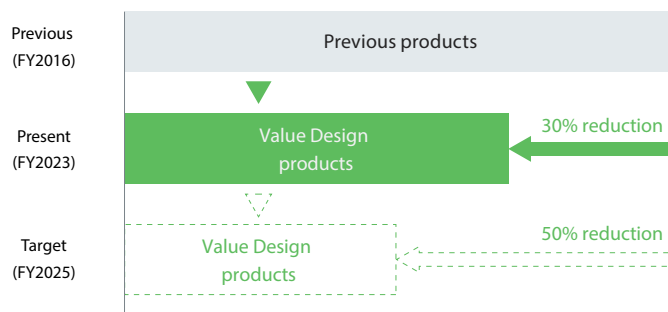 Previous
(FY2016)
Previous products
Present
(FY2023)
Value Design
products
30% reduction
Target
(FY2025)
Value Design
products
50% reduction